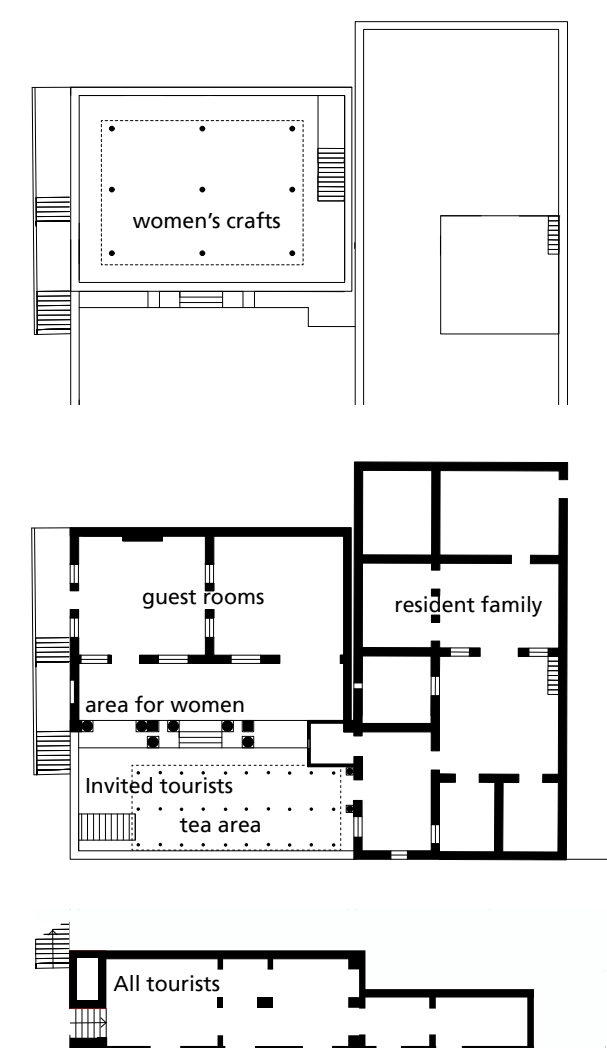 women's crafts
guest rooms
resident family
area for women
Invited tourists
tea area
All tourists